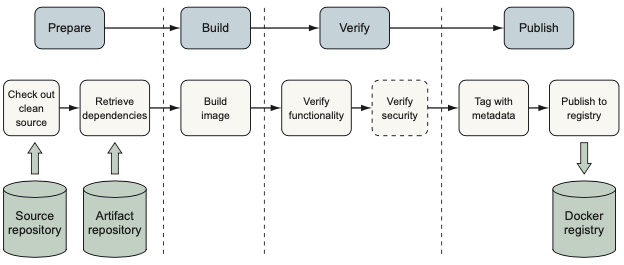 Prepare
Build
Verify
Publish
Check out
clean
source
Retrieve
dependencies
Build
image
Verify
functionality
Verify
security
Tag with
metadata
Publish to
registry
Source
repository
Artifact
repository
Docker
registry